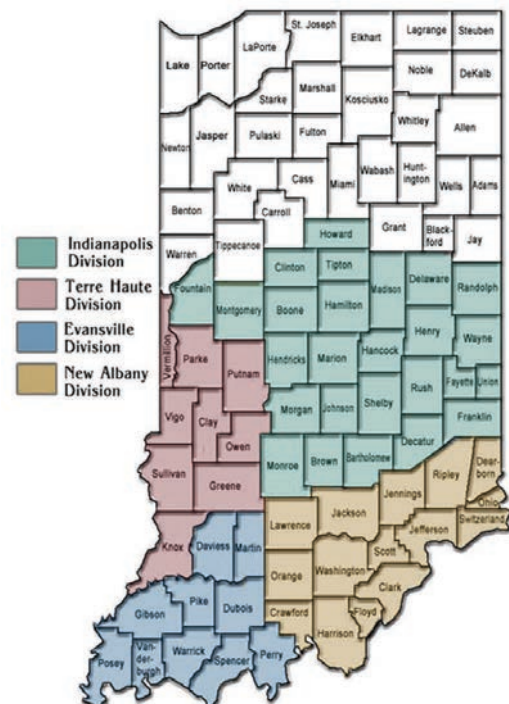 St. Joseph
Lagrange
Steuben
Elkhart
LaPorte
Lake
Porter
Noble
DeKalb
Marshall
Kosciusko
Starke
Whitley
Allen
Jasper
Pulaski
Fulton
Newton
Wabash
Hunt-
ington
Cass
Miami
White
Wells
Adams
Benton
Carroll
Grant
Black-
ford
Jay
Howard
Warren
Tippecanoe
Clinton
Tipton
Indianapolis
Division
Terre Haute
Division
Evansville
Division
New Albany
Division
Fountain
Montgomery
Boone
Hamilton
Madison
Delaware
Randolph
Henry
Wayne
Vermillion
Parke
Putnam
Hendricks
Marion
Hancock
Rush
Fayette
Union
Vigo
Clay
Owen
Morgan
Johnson
Shelby
Franklin
Decatur
Sullivan
Greene
Monroe
Brown
Bartholomew
Dear-
born
Ripley
Jennings
Ohio
Jackson
Lawrence
Switzerland
Jefferson
Knox
Daviess
Martin
Scott
Orange
Washington
Clark
Gibson
Pike
Dubois
Crawford
Floyd
Harrison
Posey
Van-
derburgh
Warrick
Spencer
Perry